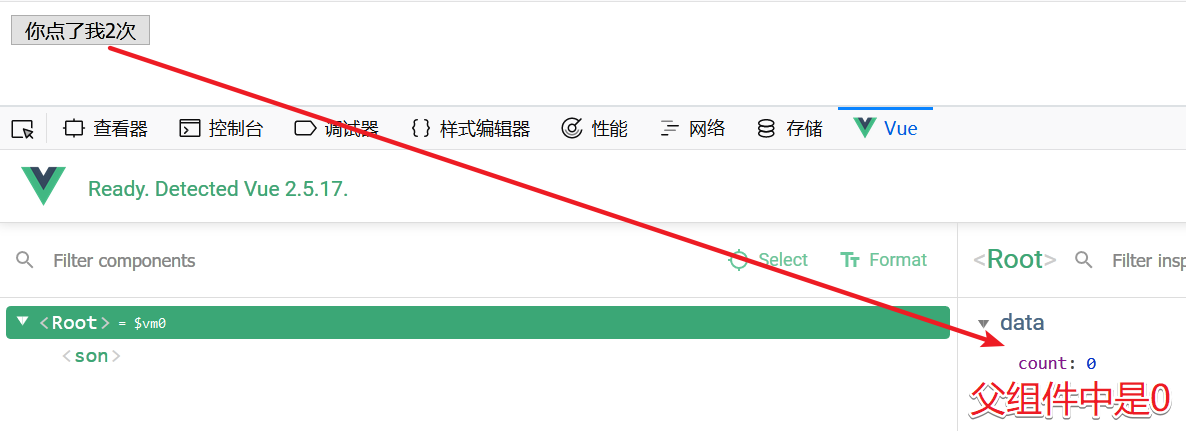 你点了我2次
查看器 控制台 调试器 {} 样式编辑器 性能 网络 存储 Vue
Ready. Detected Vue 2.5.17.
Filter components Select Format <Root> Filter insp
<Root> = $vm0
data
<son>
count: 0
父组件中是0